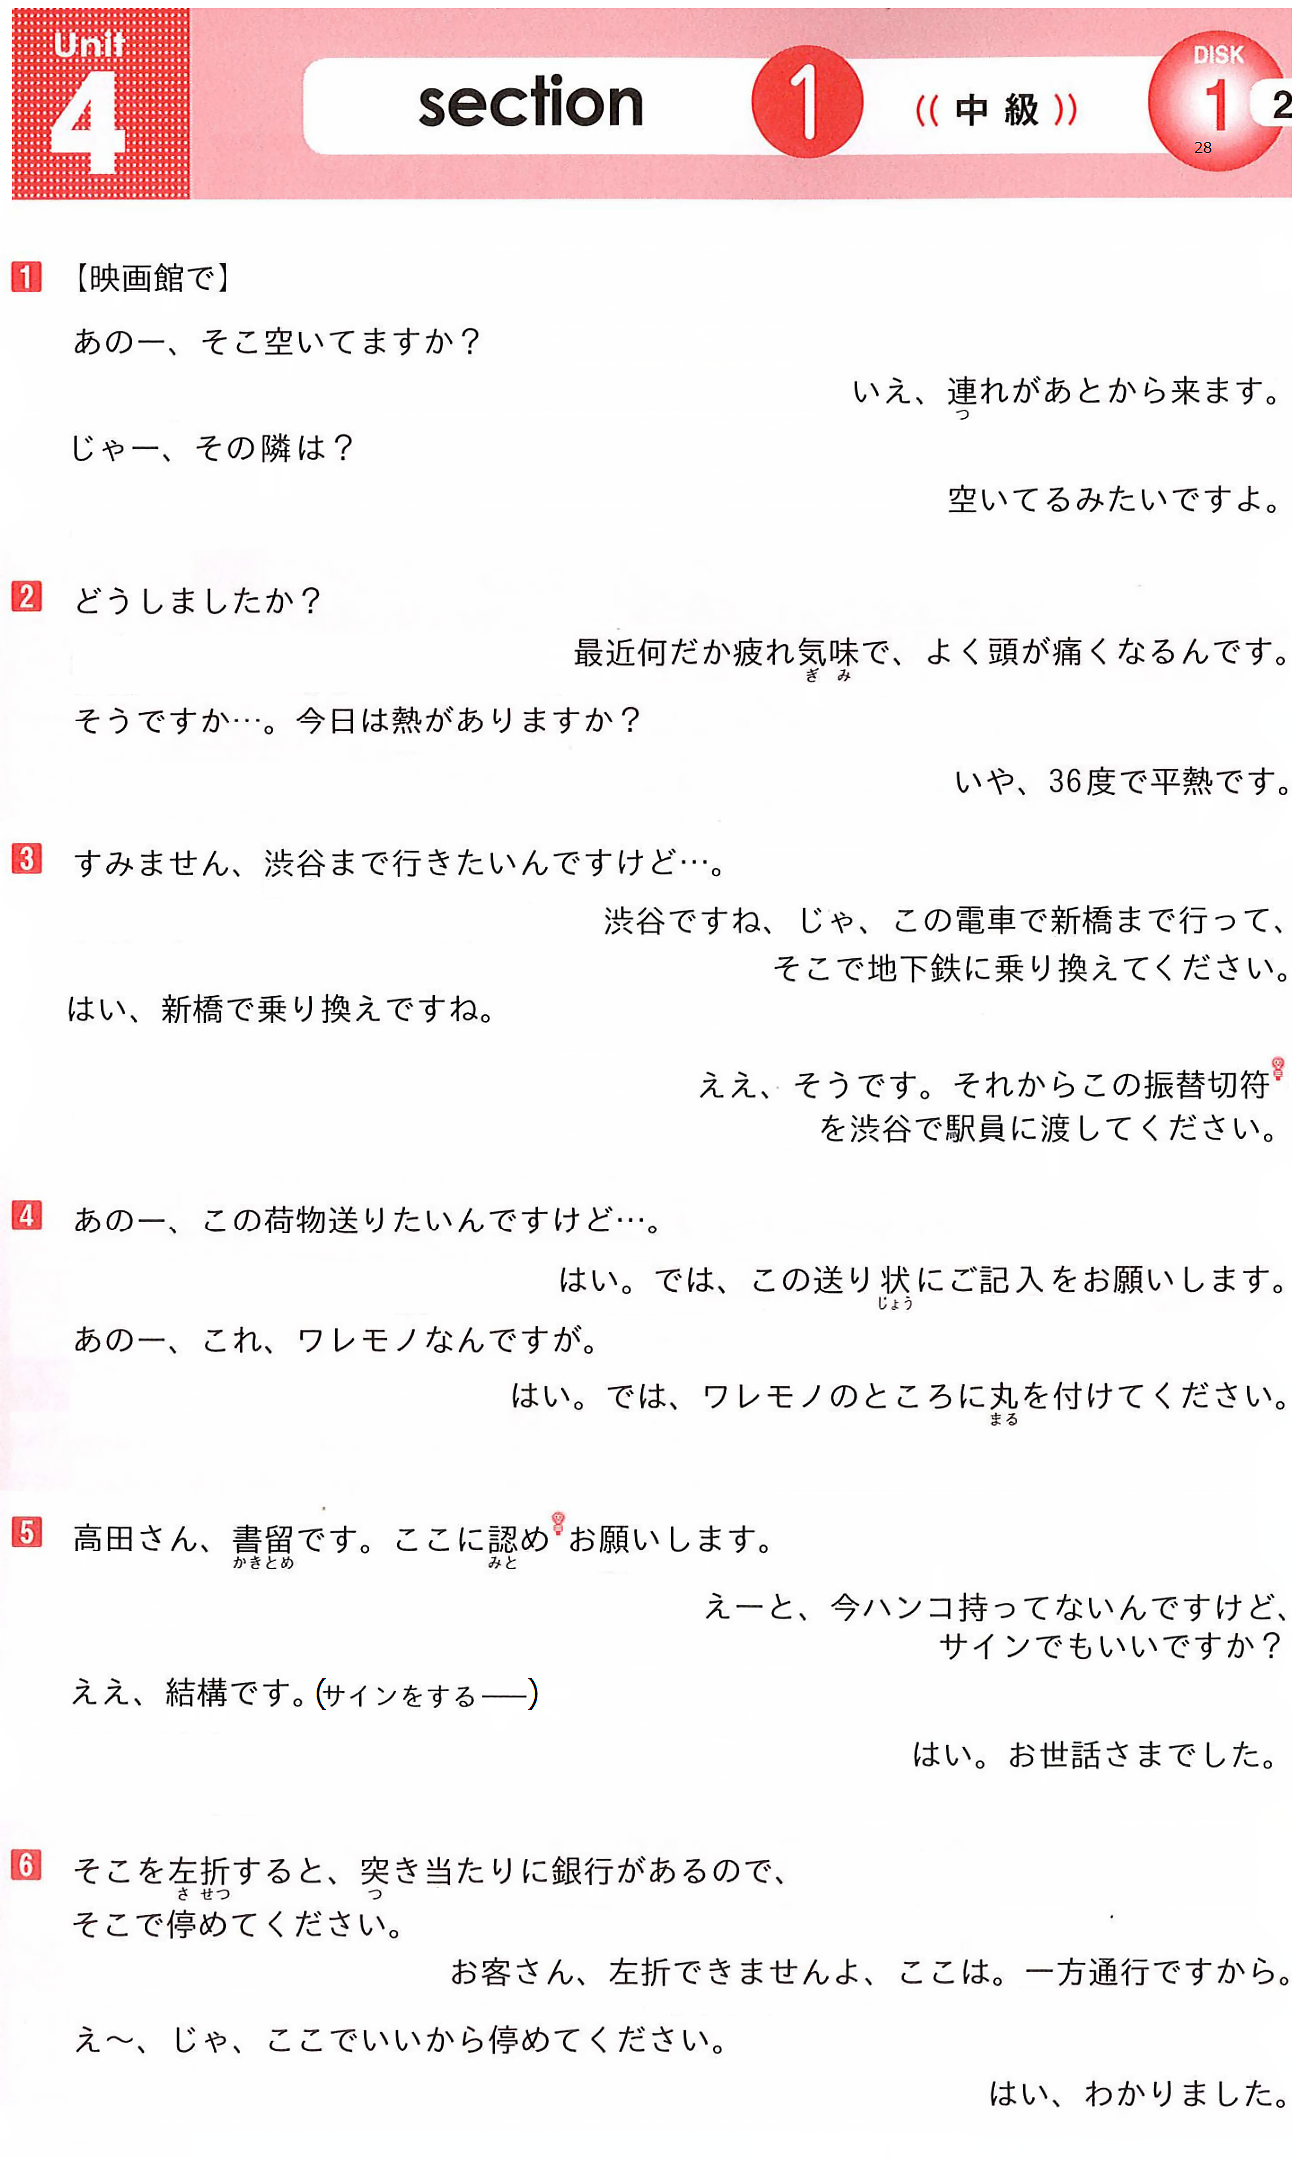 Unit
4
section 1 ((中級)) DISK 1 2
28
1 【映画館で】
あのー、そこ空いてますか？
いえ、連れがあとから来ます。
つ
じゃー、その隣は？
空いてるみたいですよ。
2 どうしましたか？
最近何だか疲れ気味で、よく頭が痛くなるんです。
ぎ み
そうですか…。今日は熱がありますか？
いや、36度で平熱です。
3 すみません、渋谷まで行きたいんですけど…。
渋谷ですね、じゃ、この電車で新橋まで行って、
そこで地下鉄に乗り換えてください。
はい、新橋で乗り換えですね。
ええ、そうです。それからこの振替切符
を渋谷で駅員に渡してください。
4 あのー、この荷物送りたいんですけど…。
はい。では、この送り状にご記入をお願いします。
じょう
あのー、これ、ワレモノなんですが。
はい。では、ワレモノのところに丸を付けてください。
まる
5 高田さん、書留です。ここに認めお願いします。
かきとめ みと
えーと、今ハンコ持ってないんですけど、
サインでもいいですか？
ええ、結構です。(サインをする――)
はい。お世話さまでした。
6 そこを左折すると、突き当たりに銀行があるので、
さ せつ つ
そこで停めてください。
お客さん、左折できませんよ、ここは。一方通行ですから。
え～、じゃ、ここでいいから停めてください。
はい、わかりました。